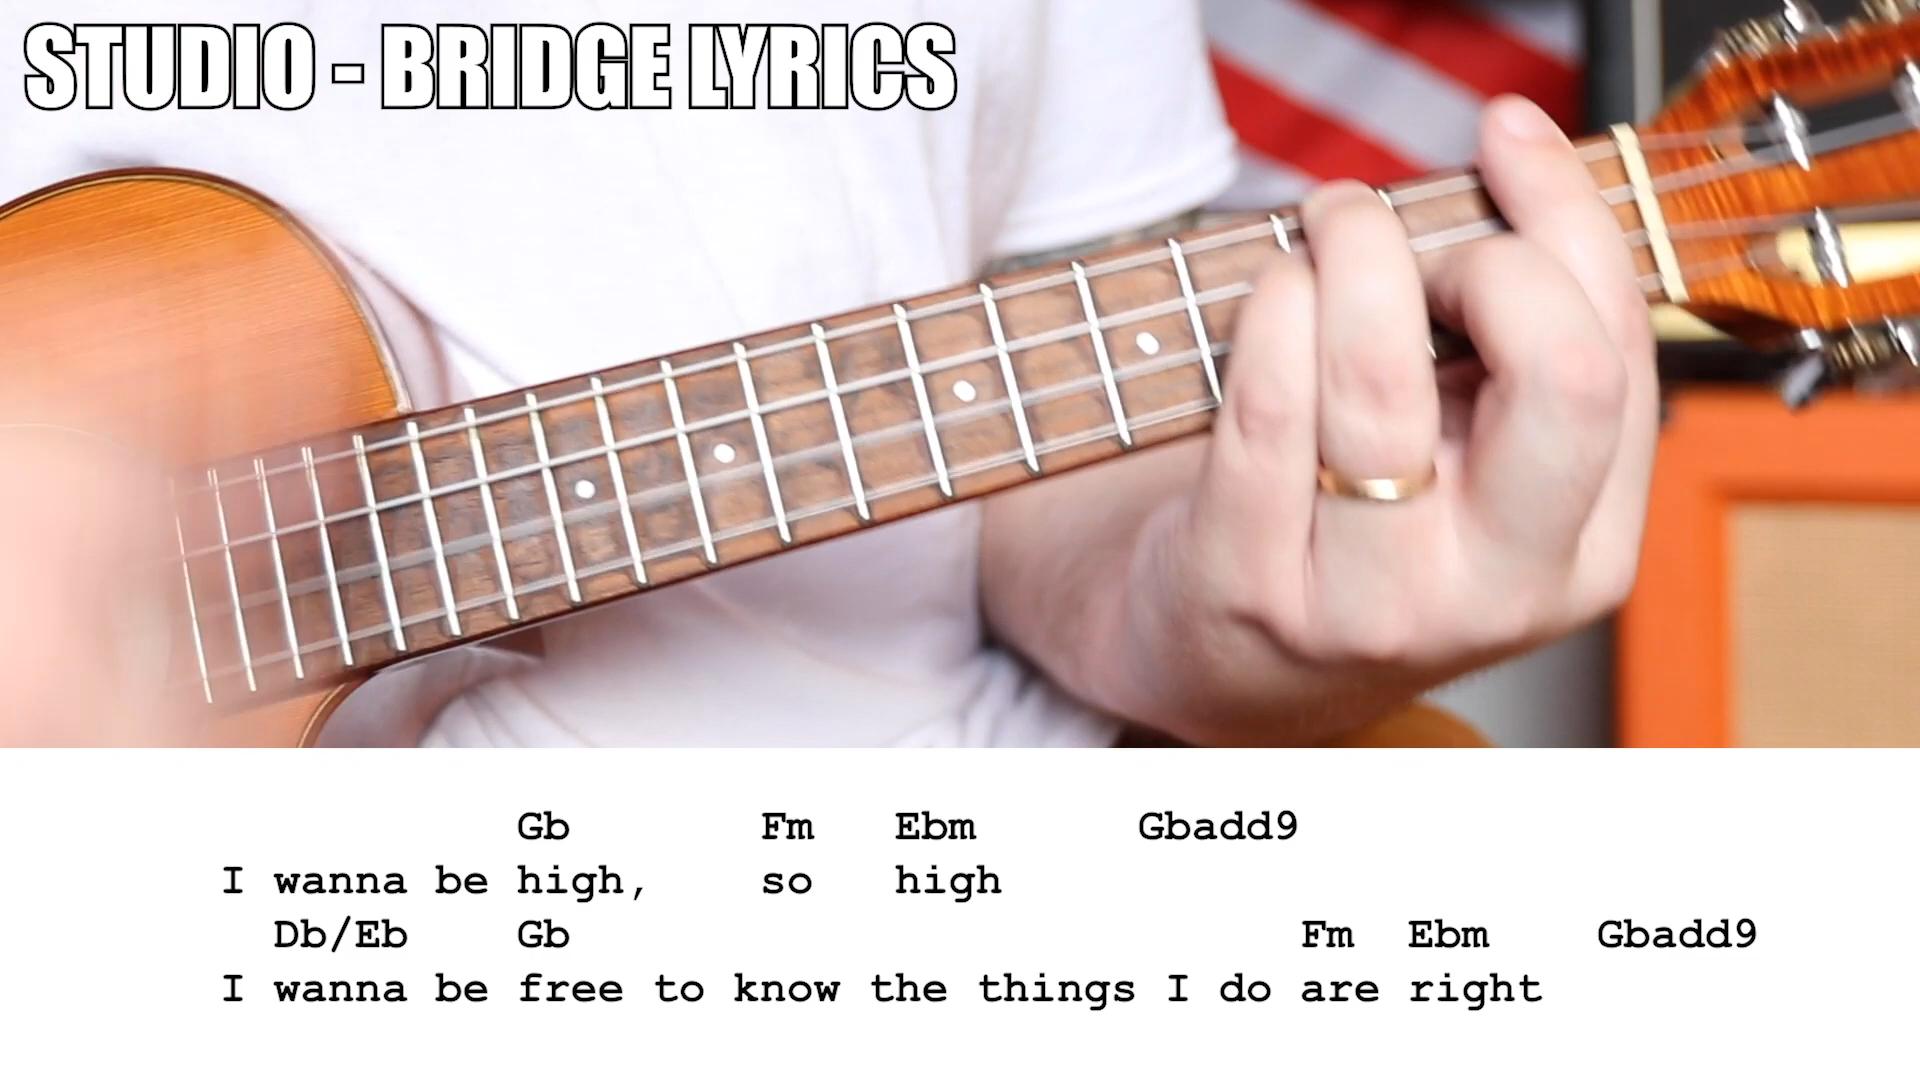 STUDIO - BRIDGE LYRICS
Gb Fm Ebm Gbadd9
I wanna be high, so high
Db/Eb Gb Fm Ebm Gbadd9
I wanna be free to know the things I do are right